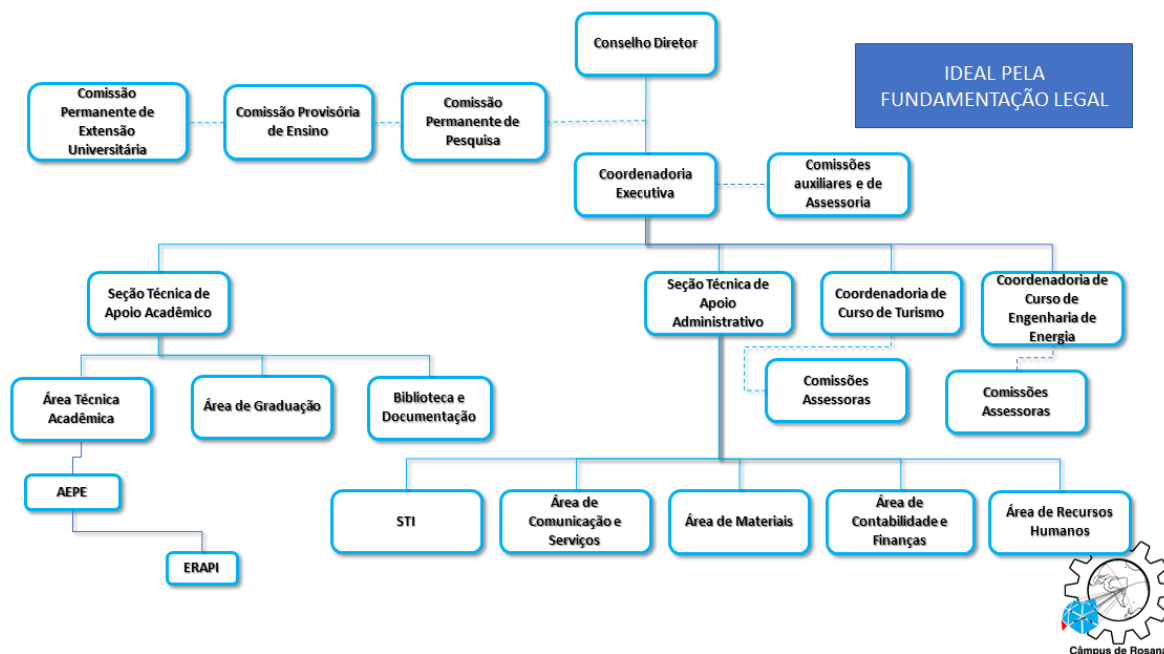 Conselho Diretor
IDEAL PELA
FUNDAMENTAÇÃO LEGAL
Comissão
Permanente de
Extensão
Universitária
Comissão Provisória
de Ensino
Comissão
Permanente de
Pesquisa
Coordenadoria
Executiva
Comissões
auxiliares e de
Assessoria
Seção Técnica de
Apoio Acadêmico
Seção Técnica de
Apoio
Administrativo
Coordenadoria de
Curso de Turismo
Coordenadoria de
Curso de
Engenharia de
Energia
Área Técnica
Acadêmica
Área de Graduação
Biblioteca e
Documentação
Comissões
Assessoras
Comissões
Assessoras
AEPE
ERAPI
STI
Área de
Comunicação e
Serviços
Área de Materiais
Área de
Contabilidade e
Finanças
Área de Recursos
Humanos
Câmpus de Rosana